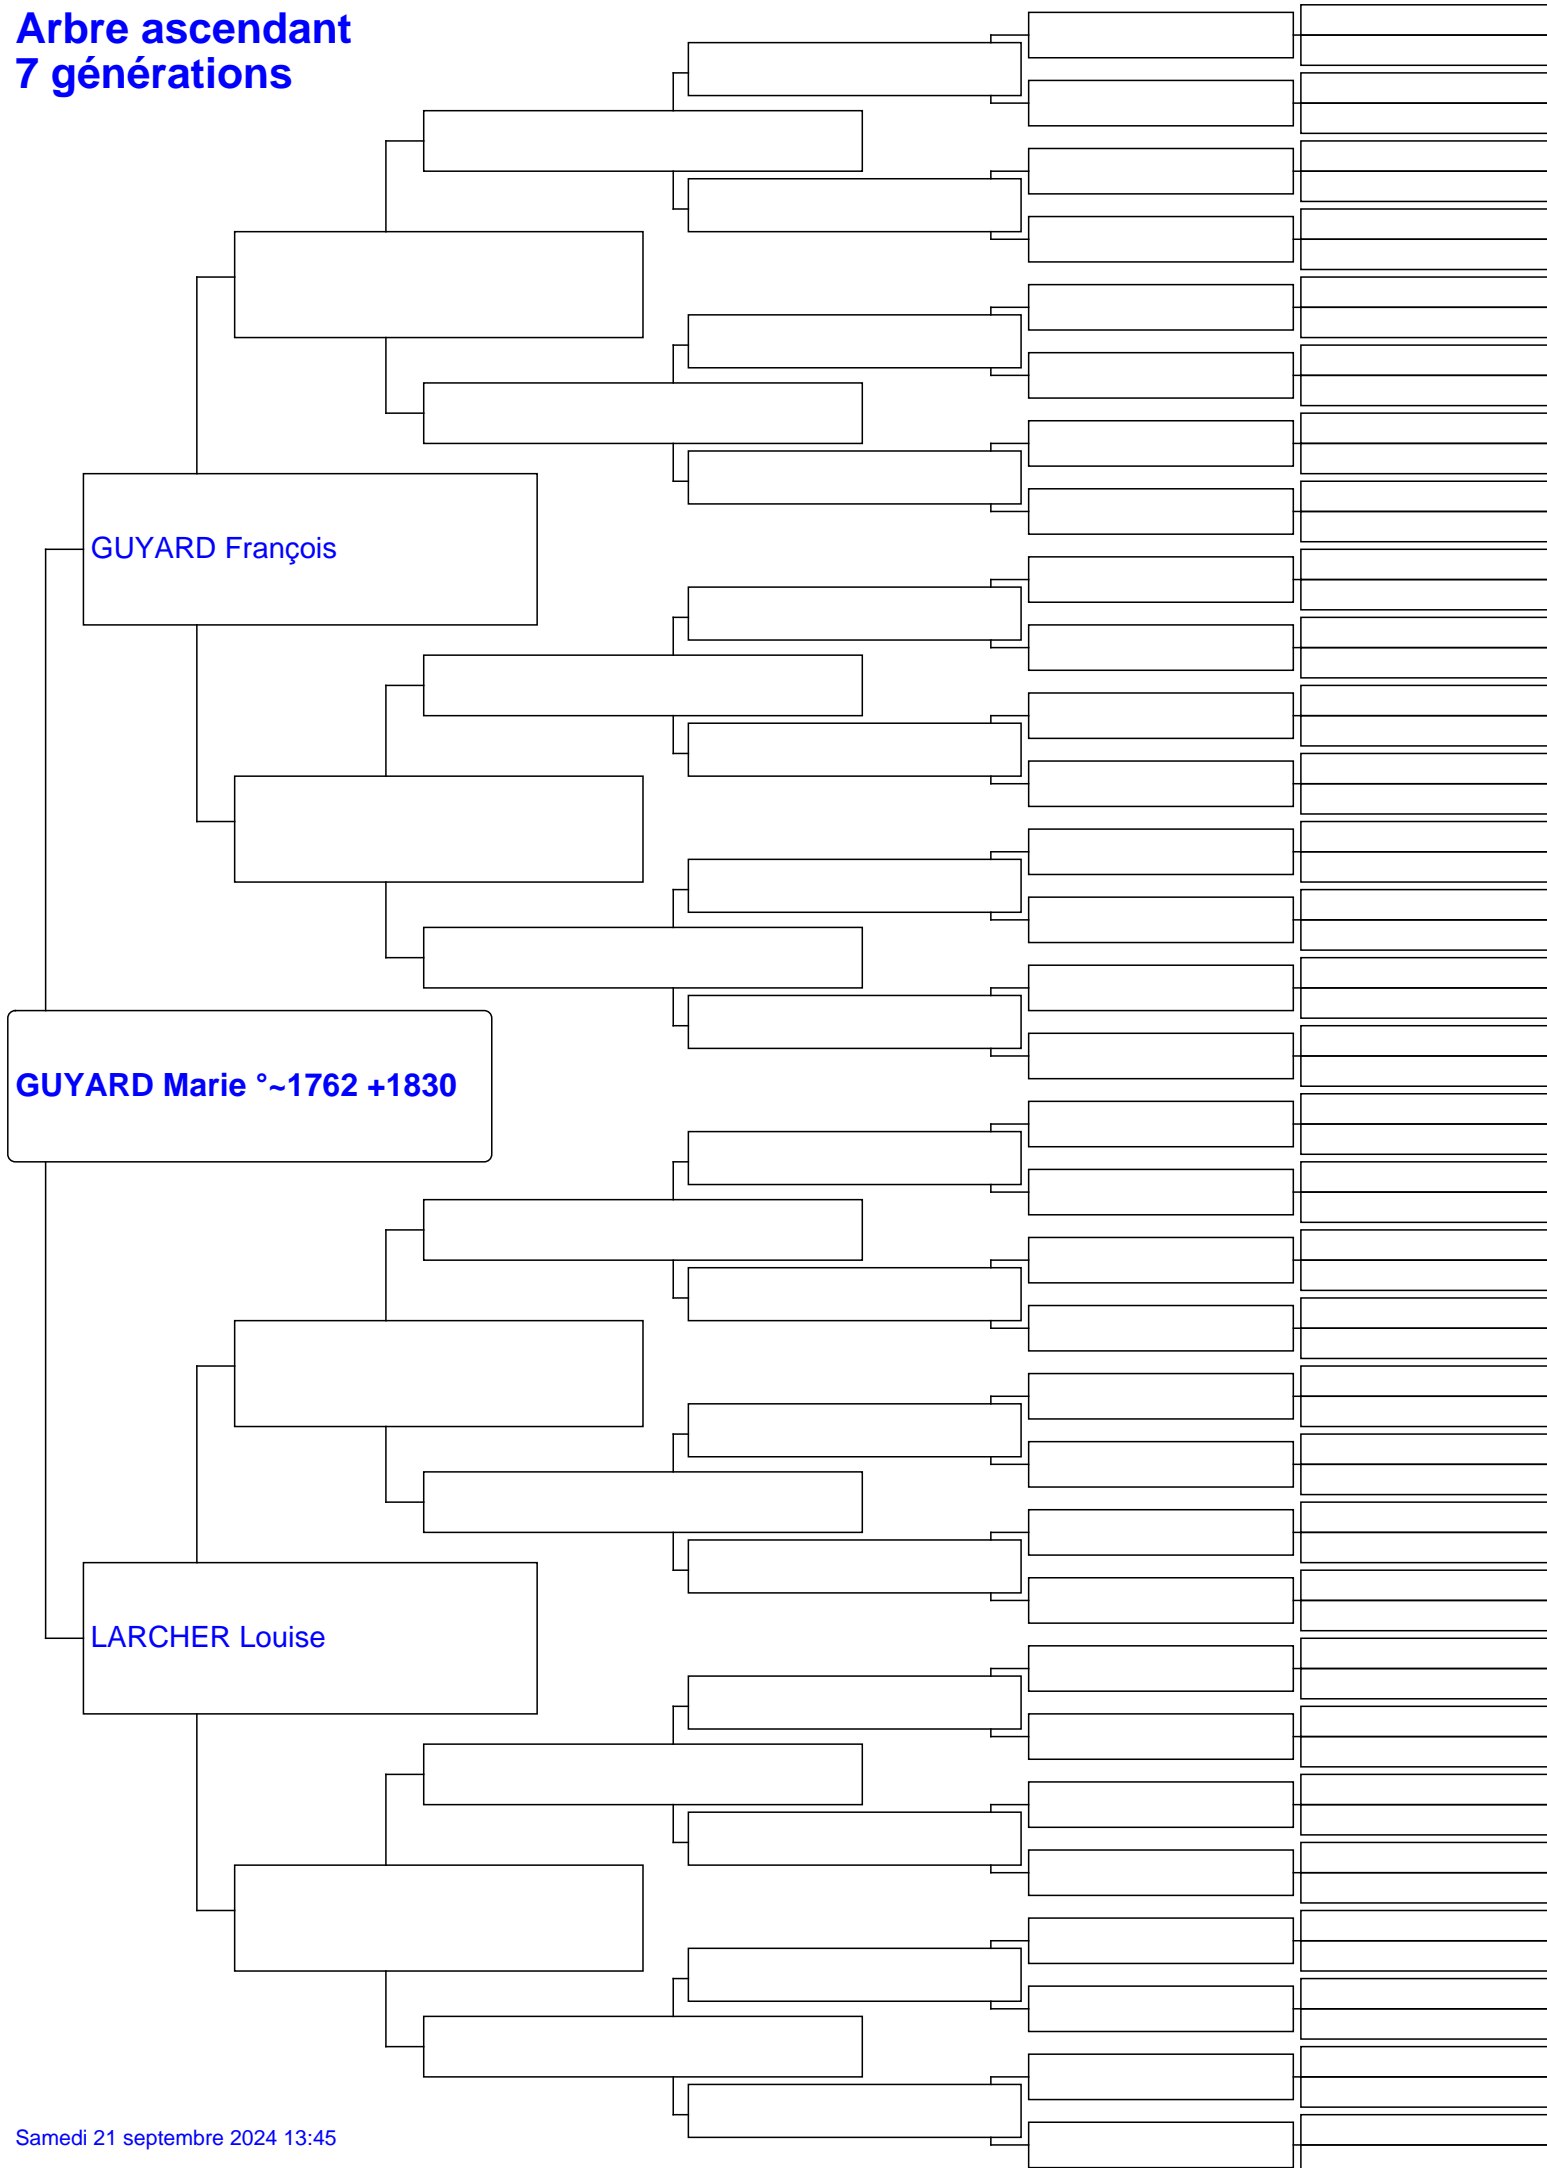 Arbre ascendant
7 générations
GUYARD François
GUYARD Marie °~1762 +1830
LARCHER Louise
Samedi 21 septembre 2024 13:45